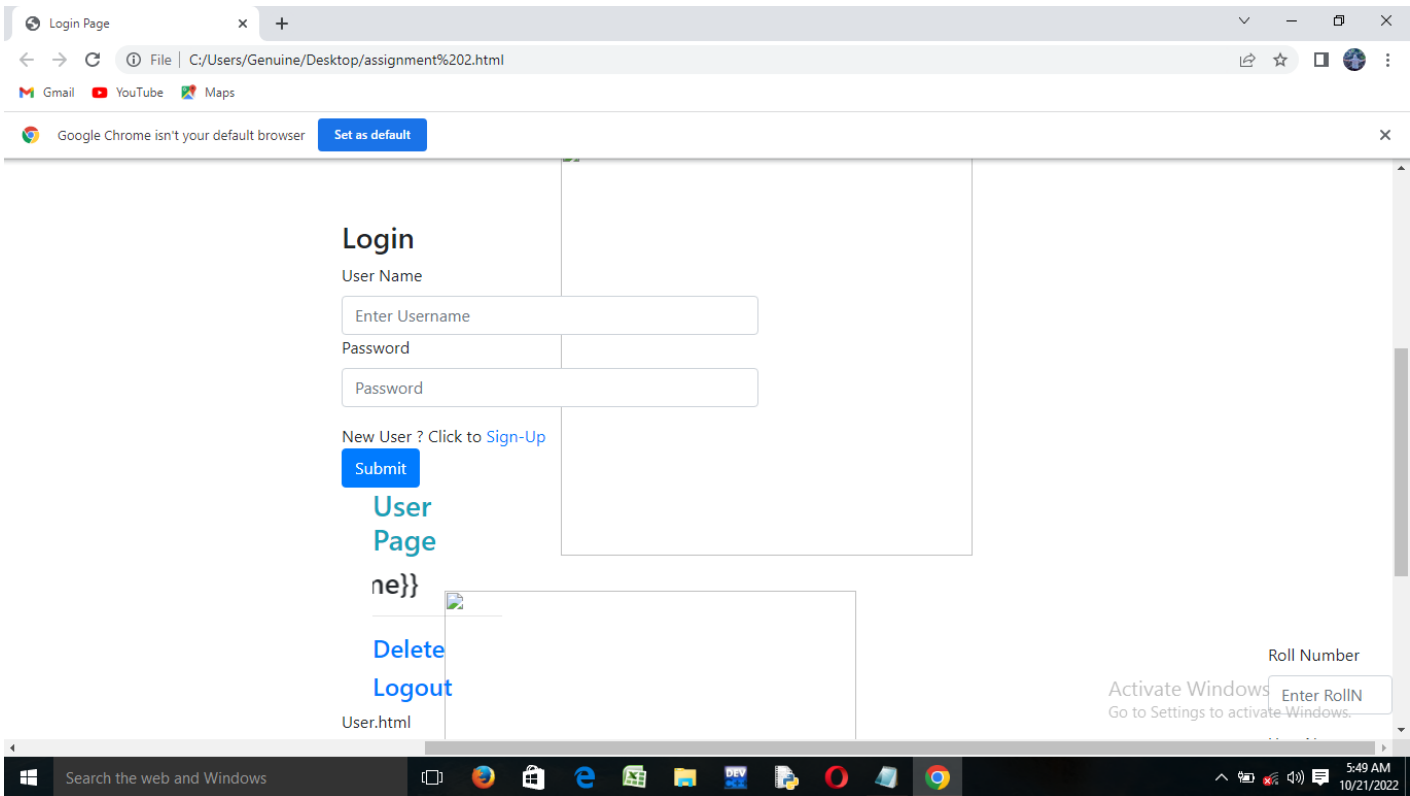 Login Page
File C:/Users/Genuine/Desktop/assignment%202.html
Gmail YouTube Maps
Google Chrome isn't your default browser Set as default
Login
User Name
Enter Username
Password
Password
New User ? Click to Sign-Up
Submit
User
Page
ne}}
Delete
Logout
User.html
Roll Number
Enter RollN
Activate Windows
Go to Settings to activate Windows.
Search the web and Windows
DEV
5:49 AM
10/21/2022